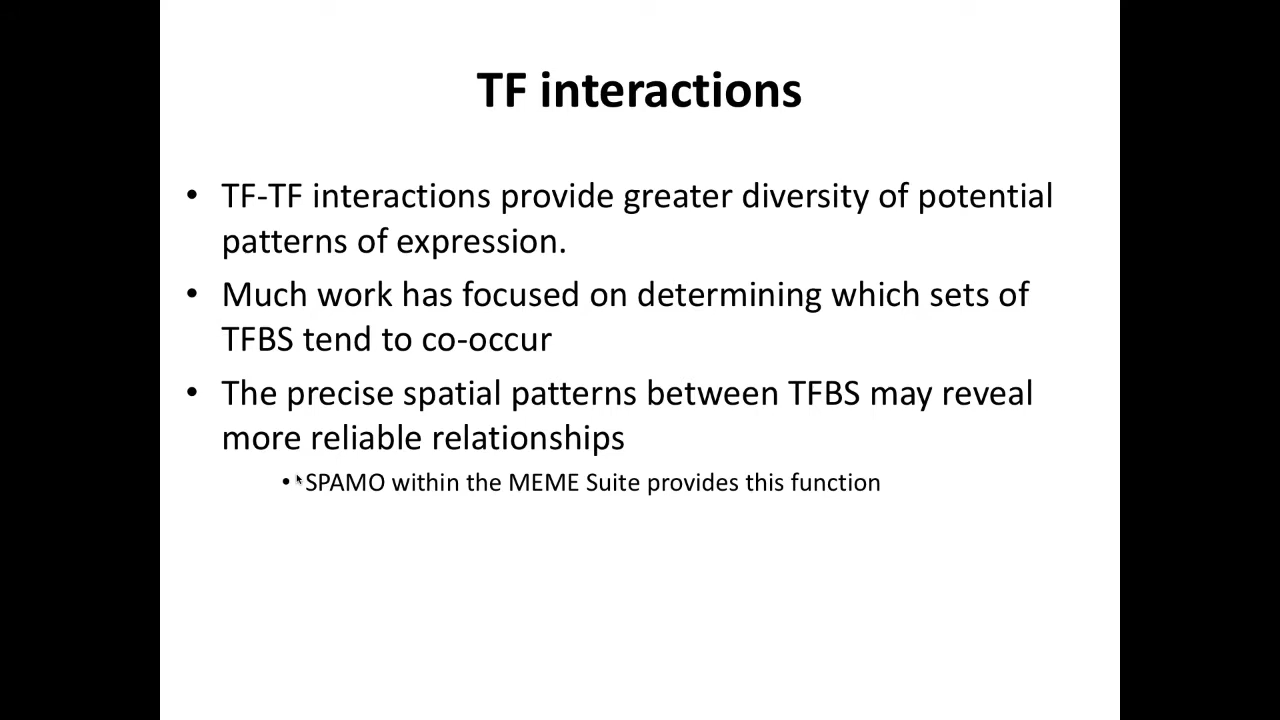 TF interactions
• TF-TF interactions provide greater diversity of potential
patterns of expression.
• Much work has focused on determining which sets of
TFBS tend to co-occur
• The precise spatial patterns between TFBS may reveal
more reliable relationships
• SPAMO within the MEME Suite provides this function